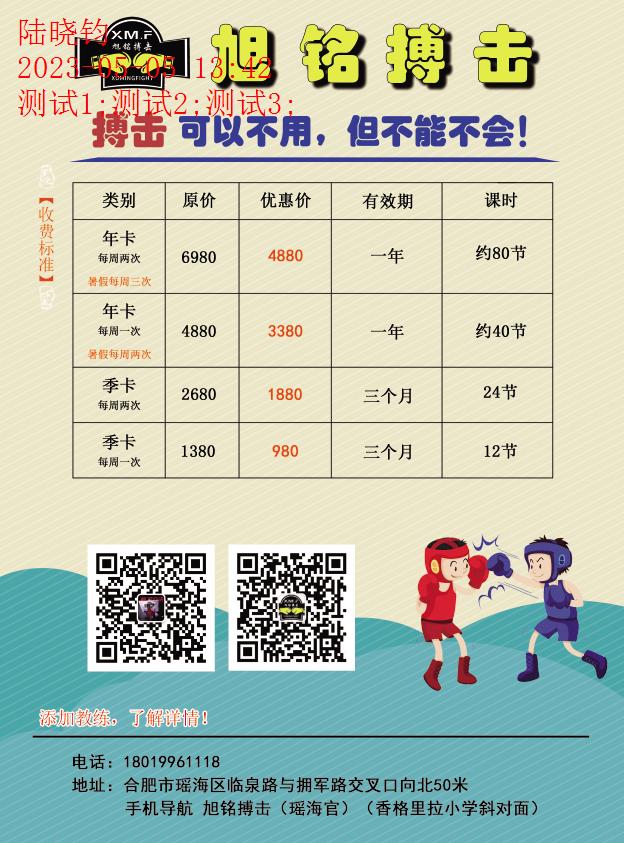 陆晓钧
2023-05-05 13:42
测试1;测试2;测试3;
X.M.F
旭铭搏击
XUMINGFIGHT
旭铭搏击
搏击 可以不用，但不能不会!
【收费标准】
类别 原价 优惠价 有效期 课时
年卡
每周两次
暑假每周三次
6980 4880 一年 约80节
年卡
每周一次
暑假每周两次
4880 3380 一年 约40节
季卡
每周两次
2680 1880 三个月 24节
季卡
每周一次
1380 980 三个月 12节
X.M.F
旭铭搏击
添加教练，了解详情！
电话：18019961118
地址：合肥市瑶海区临泉路与拥军路交叉口向北50米
手机导航 旭铭搏击（瑶海官）（香格里拉小学斜对面）